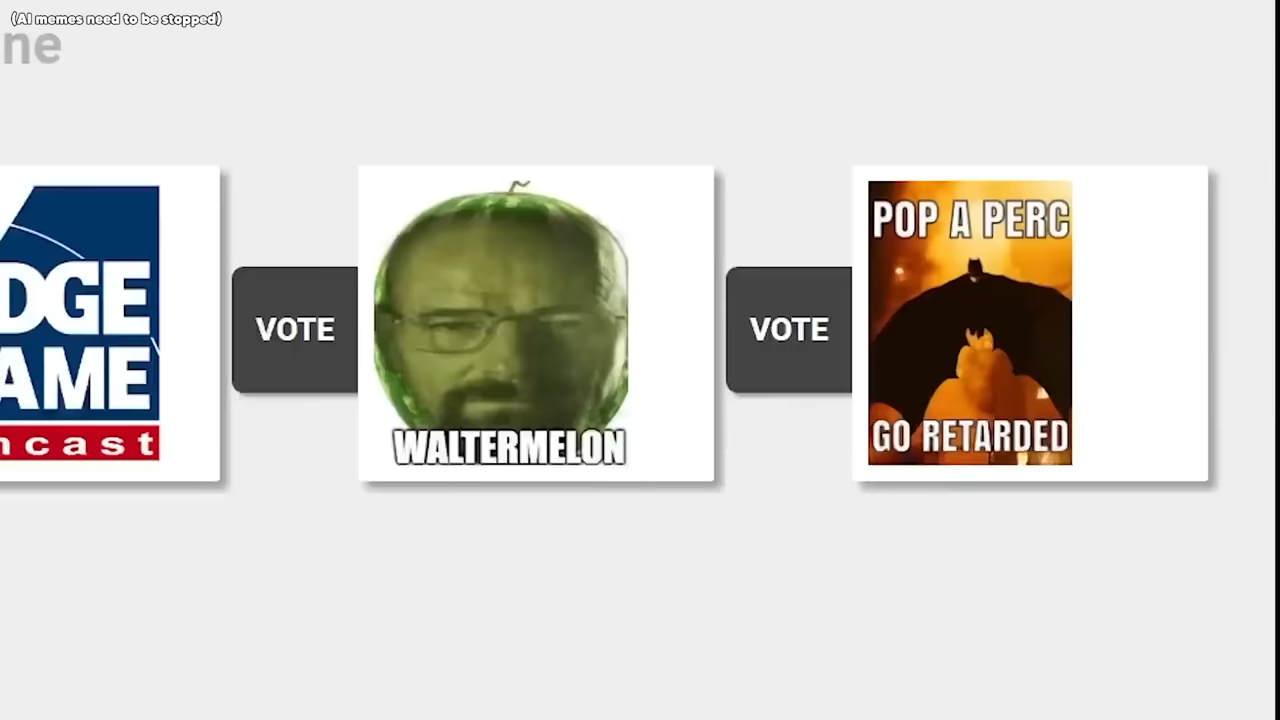 (AI memes need to be stopped)
ne
DGE
AME
ncast
VOTE
WALTERMELON
VOTE
POP A PERC
GO RETARDED